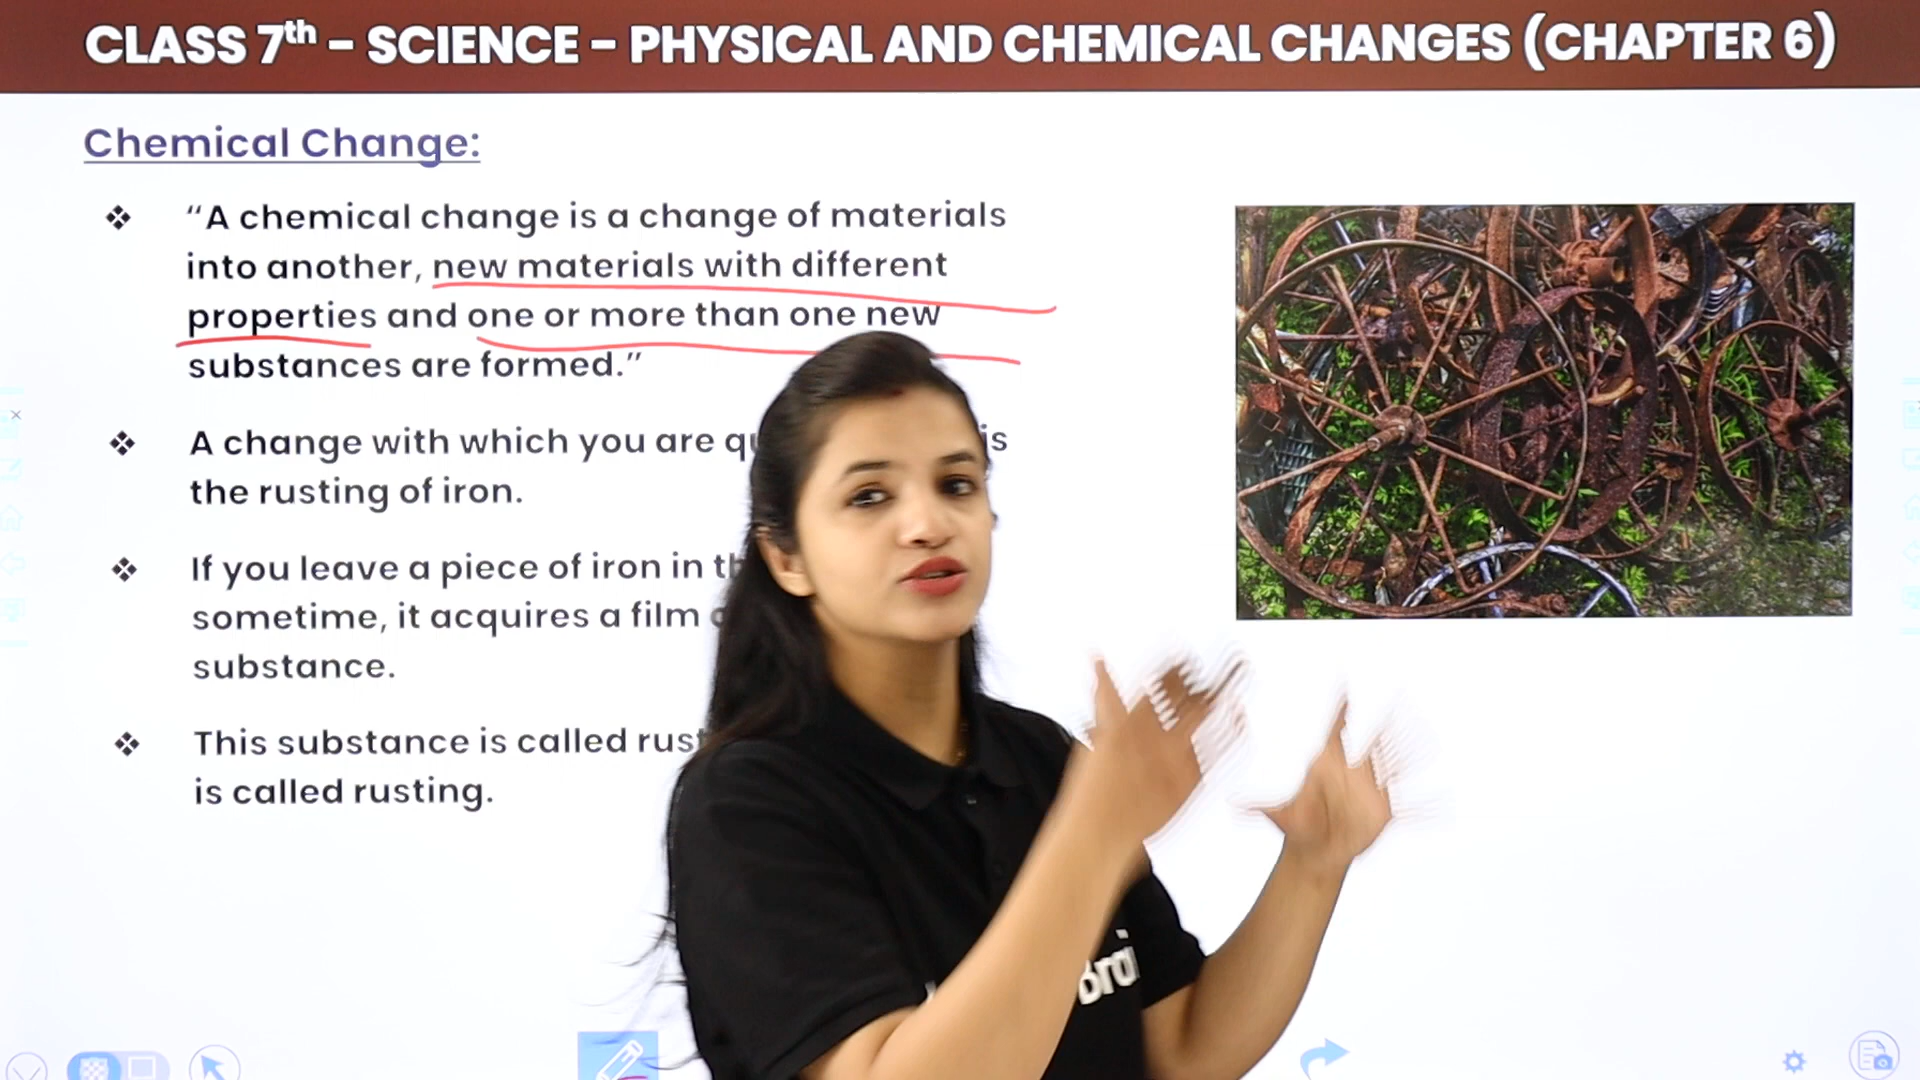 CLASS 7th – SCIENCE – PHYSICAL AND CHEMICAL CHANGES (CHAPTER 6)
Chemical Change:
“A chemical change is a change of materials
into another, new materials with different
properties and one or more than one new
substances are formed.”
A change with which you are is
the rusting of iron.
If you leave a piece of iron in
sometime, it acquires a film
substance.
This substance is called rust
is called rusting.